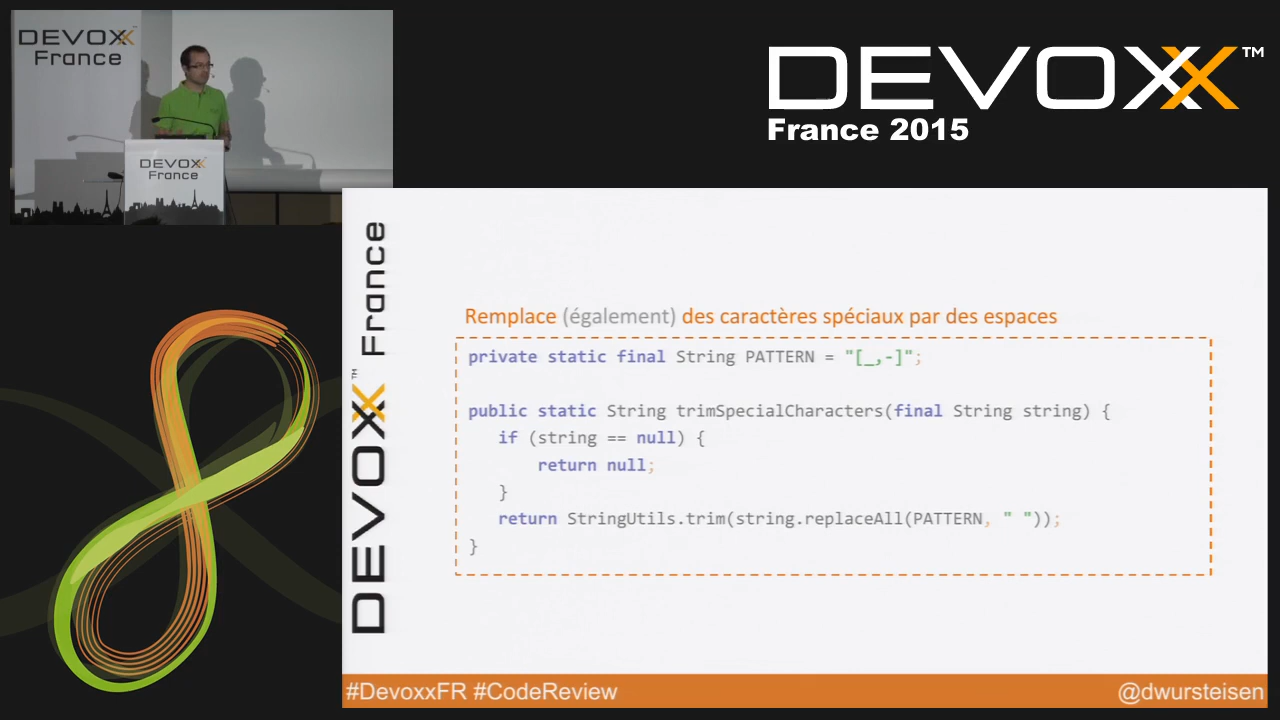 DEVOXX
France
DEVOXX
France
DEVOXX™
France 2015
DEVOXX™ France
Remplace (également) des caractères spéciaux par des espaces
private static final String PATTERN = "[_,-]";
public static String trimSpecialCharacters(final String string) {
if (string == null) {
return null;
}
return StringUtils.trim(string.replaceAll(PATTERN, " "));
}
#DevoxxFR #CodeReview
@dwursteisen